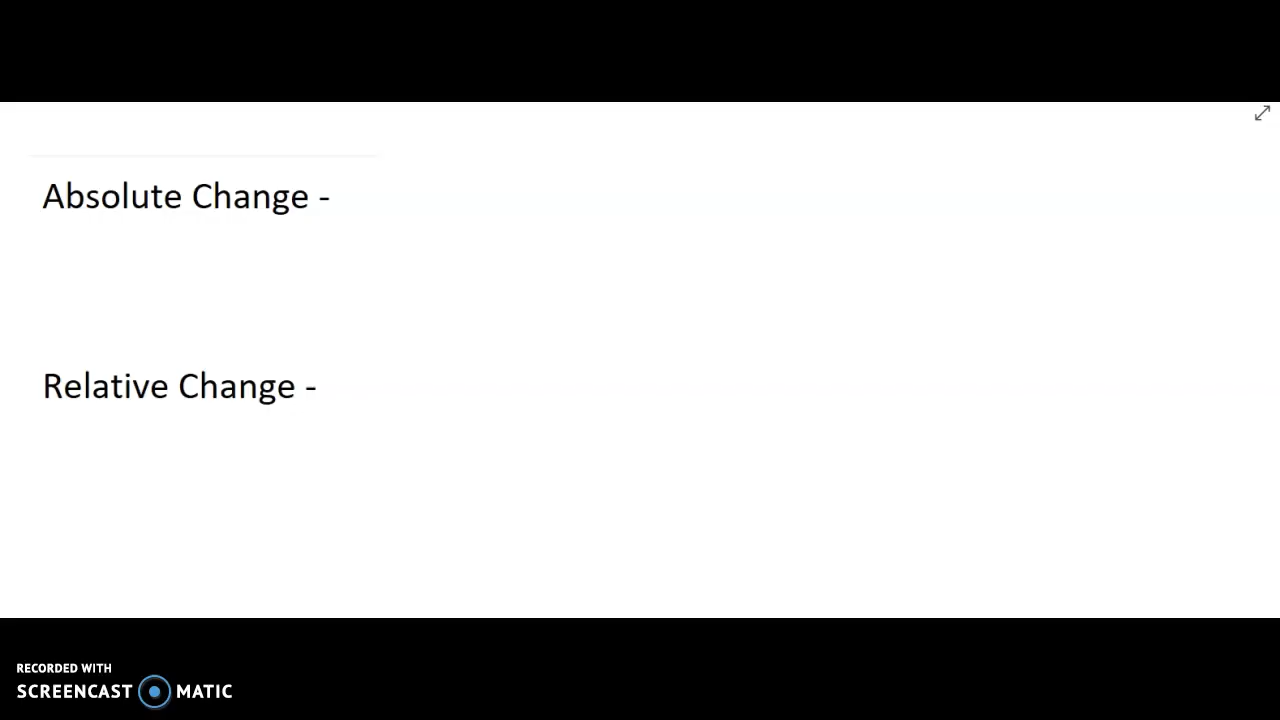 Absolute Change -
Relative Change -
RECORDED WITH
SCREENCAST MATIC